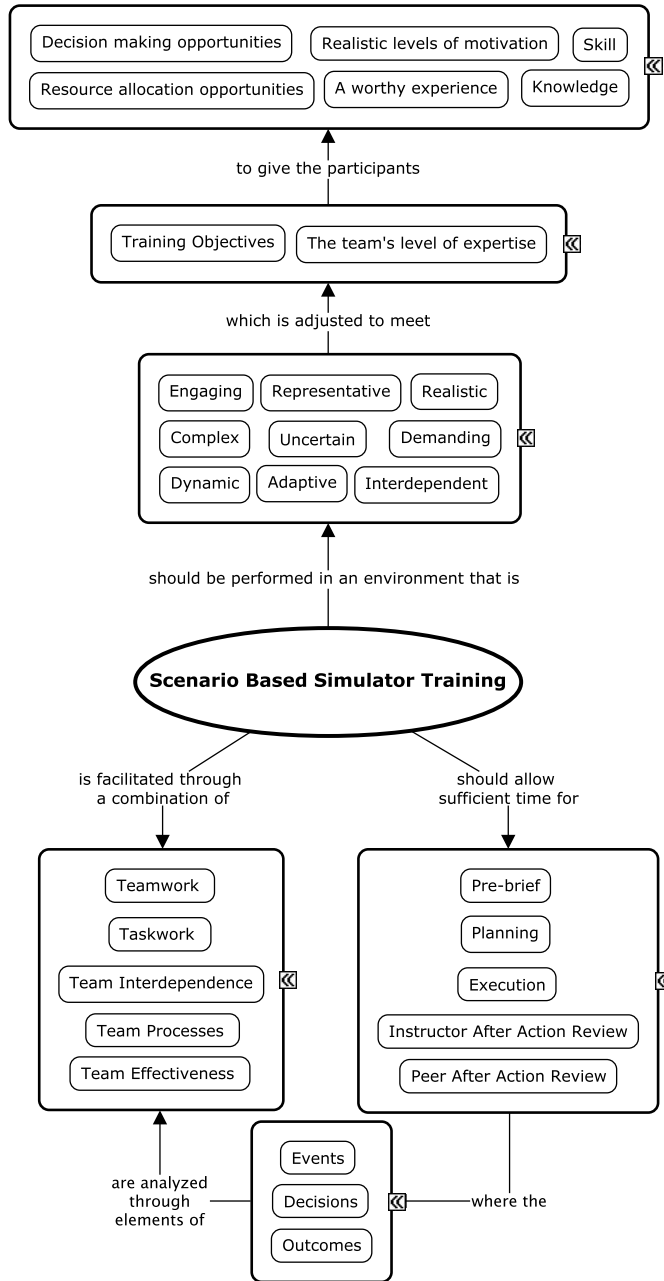 Decision making opportunities
Realistic levels of motivation
Skill
Resource allocation opportunities
A worthy experience
Knowledge
to give the participants
Training Objectives
The team's level of expertise
which is adjusted to meet
Engaging
Representative
Realistic
Complex
Uncertain
Demanding
Dynamic
Adaptive
Interdependent
should be performed in an environment that is
Scenario Based Simulator Training
is facilitated through
a combination of
should allow
sufficient time for
Teamwork
Taskwork
Team Interdependence
Team Processes
Team Effectiveness
Pre-brief
Planning
Execution
Instructor After Action Review
Peer After Action Review
where the
Events
Decisions
Outcomes
are analyzed
through
elements of